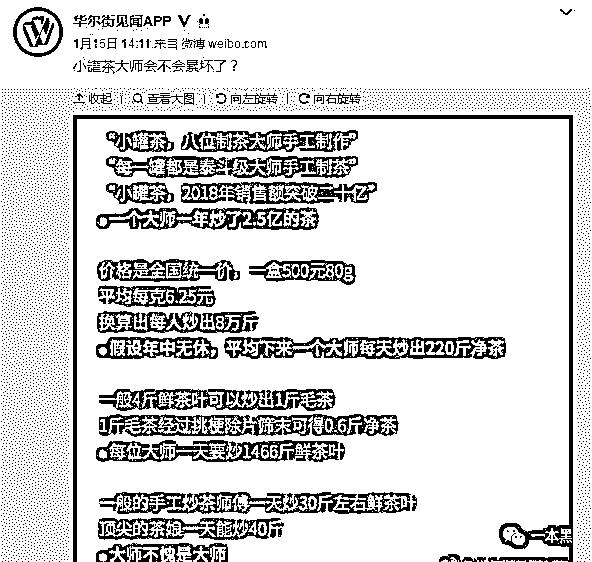 华尔街见闻APP V
1月15日 14:11 来自 微博 weibo.com
小罐茶大师会不会累坏了？
收起 | 查看大图 | 向左旋转 | 向右旋转
“小罐茶，八位制茶大师手工制作”
“每一罐都是泰斗级大师手工制茶”
“小罐茶，2018年销售额突破二十亿”
●一个大师一年炒了2.5亿的茶
价格是全国统一价，一盒500元80g
平均每克6.25元
换算出每人炒出8万斤
●假设年中无休，平均下来一个大师每天炒出220斤净茶
一般4斤鲜茶叶可以炒出1斤毛茶
1斤毛茶经过挑梗除片筛末可得0.6斤净茶
●每位大师一天要炒1466斤鲜茶叶
一般的手工炒茶师傅一天炒30斤左右鲜茶叶
顶尖的茶娘一天能炒40斤
●大师不愧是大师
一本黑